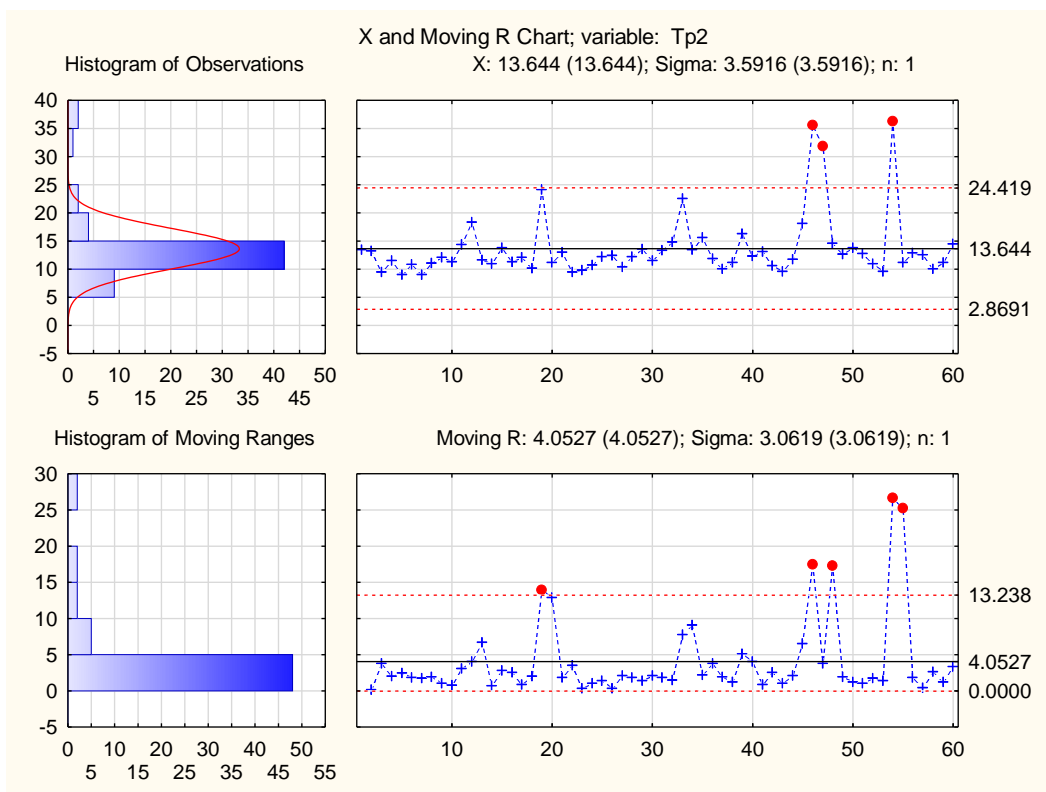 X and Moving R Chart; variable:  Tp2
Histogram of Observations
X: 13.644 (13.644); Sigma: 3.5916 (3.5916); n: 1
40
35
30
25
20
15
10
5
0
-5
0 10 20 30 40 50
5 15 25 35 45
24.419
13.644
2.8691
10 20 30 40 50 60
Histogram of Moving Ranges
Moving R: 4.0527 (4.0527); Sigma: 3.0619 (3.0619); n: 1
30
25
20
15
10
5
0
-5
0 10 20 30 40 50
5 15 25 35 45 55
13.238
4.0527
0.0000
10 20 30 40 50 60